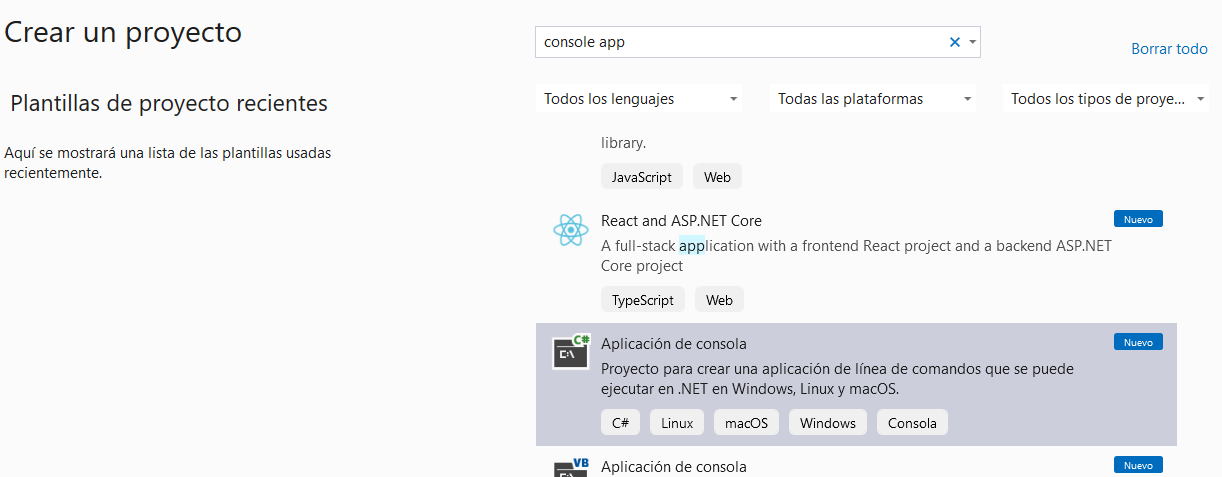 Crear un proyecto
Plantillas de proyecto recientes
Aquí se mostrará una lista de las plantillas usadas
recientemente.
console app
Borrar todo
Todos los lenguajes
Todas las plataformas
Todos los tipos de proye...
library.
JavaScript
Web
React and ASP.NET Core
Nuevo
A full-stack application with a frontend React project and a backend ASP.NET
Core project
TypeScript
Web
C#
Aplicación de consola
Nuevo
Proyecto para crear una aplicación de línea de comandos que se puede
ejecutar en .NET en Windows, Linux y macOS.
C#
Linux
macOS
Windows
Consola
VB
Aplicación de consola
Nuevo